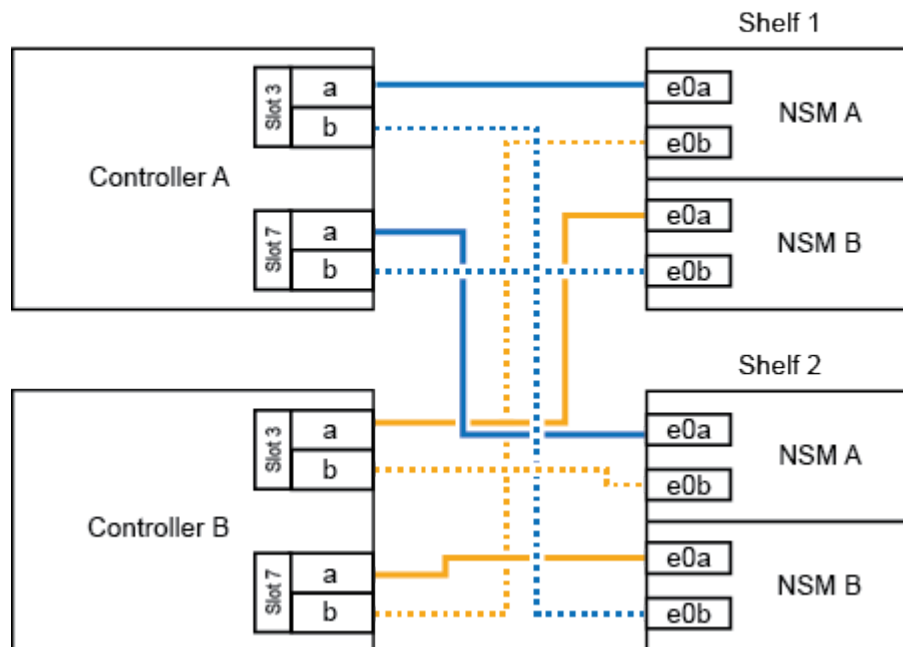 Shelf 1
Controller A
Slot 3
a
b
Slot 7
a
b
e0a
e0b
NSM A
e0a
e0b
NSM B
Shelf 2
Controller B
Slot 3
a
b
Slot 7
a
b
e0a
e0b
NSM A
e0a
e0b
NSM B